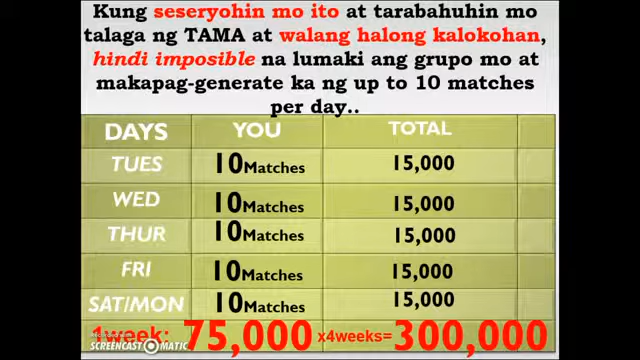 Kung seseryohin mo ito at tarabahuhin mo
talaga ng TAMA at walang halong kalokohan,
hindi imposible na lumaki ang grupo mo at
makapag-generate ka ng up to 10 matches
per day..
DAYS YOU TOTAL
TUES 10Matches 15,000
WED 10Matches 15,000
THUR 10Matches 15,000
FRI 10Matches 15,000
SAT/MON 10Matches 15,000
1week: 75,000 x4weeks= 300,000
SCREENCAST-O-MATIC